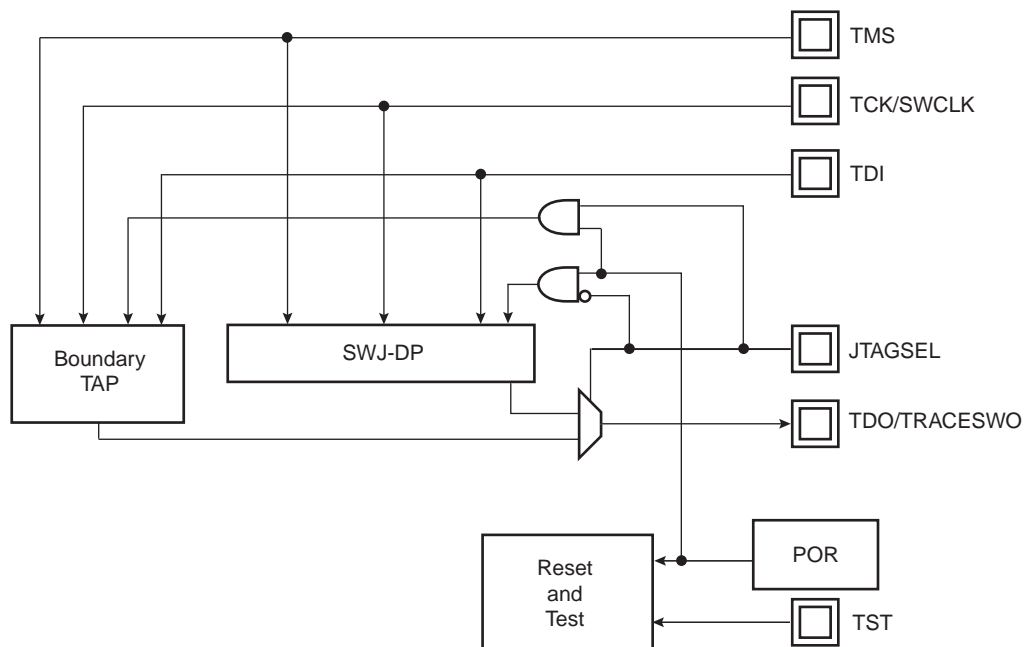 TMS
TCK/SWCLK
TDI
Boundary
TAP
SWJ-DP
JTAGSEL
TDO/TRACESWO
Reset
and
Test
POR
TST